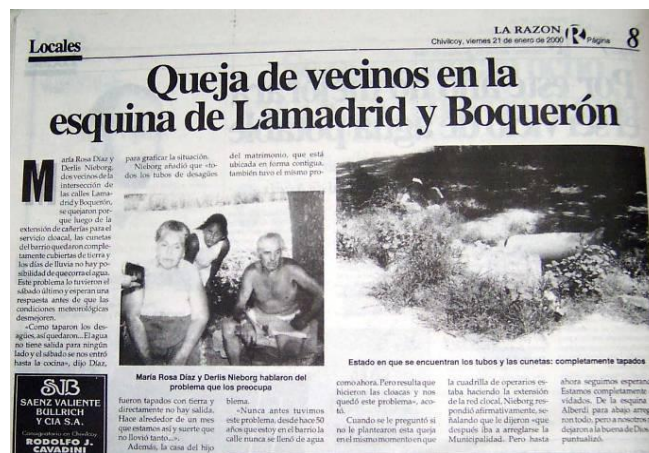 Locales
LA RAZON
Chivilcoy, viernes 21 de enero de 2000
Página
8
Queja de vecinos en la
esquina de Lamadrid y Boquerón
María Rosa Díaz y
Derlis Nieborg,
dos vecinos de la
intersección de
las calles Lama-
drid y Boquerón,
se quejaron por-
que luego de la
extensión de cañerías para el
servicio cloacal, las cunetas
del barrio quedaron comple-
tamente cubiertas de tierra y
los días de lluvia no hay po-
sibilidad de que corra el agua.
Este problema lo tuvieron el
sábado último y esperan una
respuesta antes de que las
condiciones meteorológicas
desmejoren.
«Como taparon los des-
agües, así quedaron... El agua
no tiene salida para ningún
lado y el sábado se nos entró
hasta la cocina», dijo Díaz,
SVB
SAENZ VALIENTE
BULLRICH
Y CIA S.A.
Consignatario en Chivilcoy
RODOLFO J.
CAVADINI
para graficar la situación.
Nieborg añadió que «to-
dos los tubos de desagües
María Rosa Díaz y Derlis Nieborg hablaron del
problema que los preocupa
fueron tapados con tierra y
directamente no hay salida.
Hace alrededor de un mes
que estamos así y suerte que
no llovió tanto...».
Además, la casa del hijo
del matrimonio, que está
ubicada en forma contigua,
también tuvo el mismo pro-
blema.
«Nunca antes tuvimos
este problema, desde hace 50
años que estoy en el barrio la
calle nunca se llenó de agua
Estado en que se encuentran los tubos y las cunetas: completamente tapados
como ahora. Pero resulta que
hicieron las cloacas y nos
quedó este problema», aco-
tó.
Cuando se le preguntó si
no le plantearon esta queja
en el mismo momento en que
la cuadrilla de operarios es-
taba haciendo la extensión
de la red clocal, Nieborg res-
pondió afirmativamente, se-
ñalando que le dijeron «que
después iba a arreglarse la
Municipalidad. Pero hasta
ahora seguimos esperan
Estamos completamente
vidados. De la esquina
Alberdi para abajo arreg
ron todo, pero a nosotros
dejaron a la buena de Dios
puntualizó.